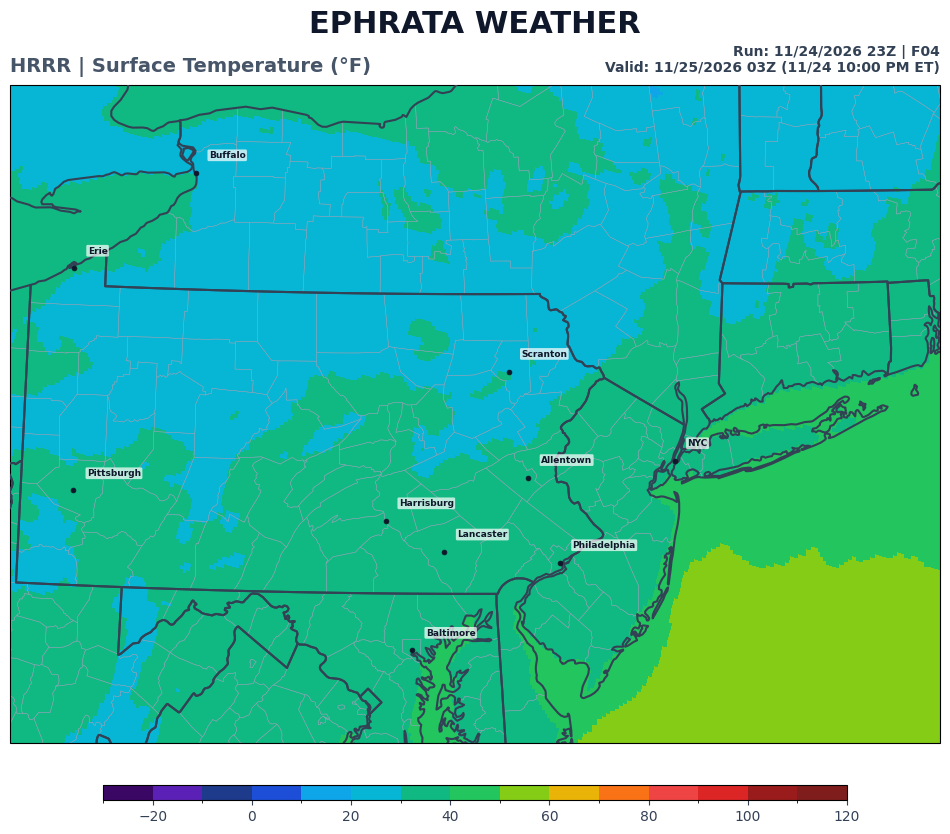 EPHRATA WEATHER
HRRR | Surface Temperature (°F)
Run: 11/24/2026 23Z | F04
Valid: 11/25/2026 03Z (11/24 10:00 PM ET)
Buffalo
Erie
Scranton
NYC
Allentown
Pittsburgh
Harrisburg
Lancaster
Philadelphia
Baltimore
−20 0 20 40 60 80 100 120